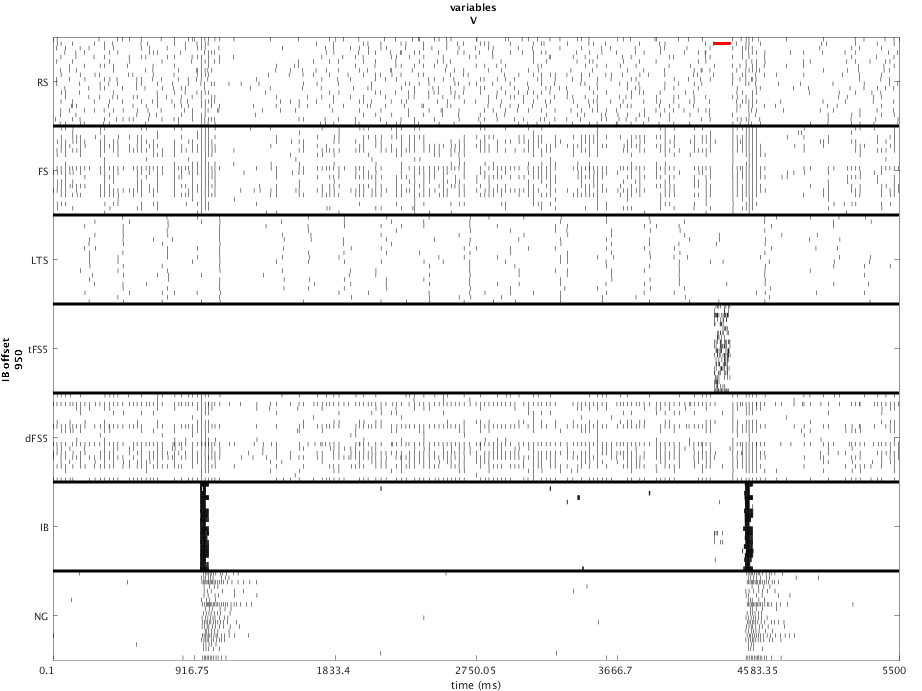 variables
V
RS
FS
LTS
tFS5
dFS5
IB
NG
IB offset
950
0.1 916.75 1833.4 2750.05 3666.7 4583.35 5500
time (ms)